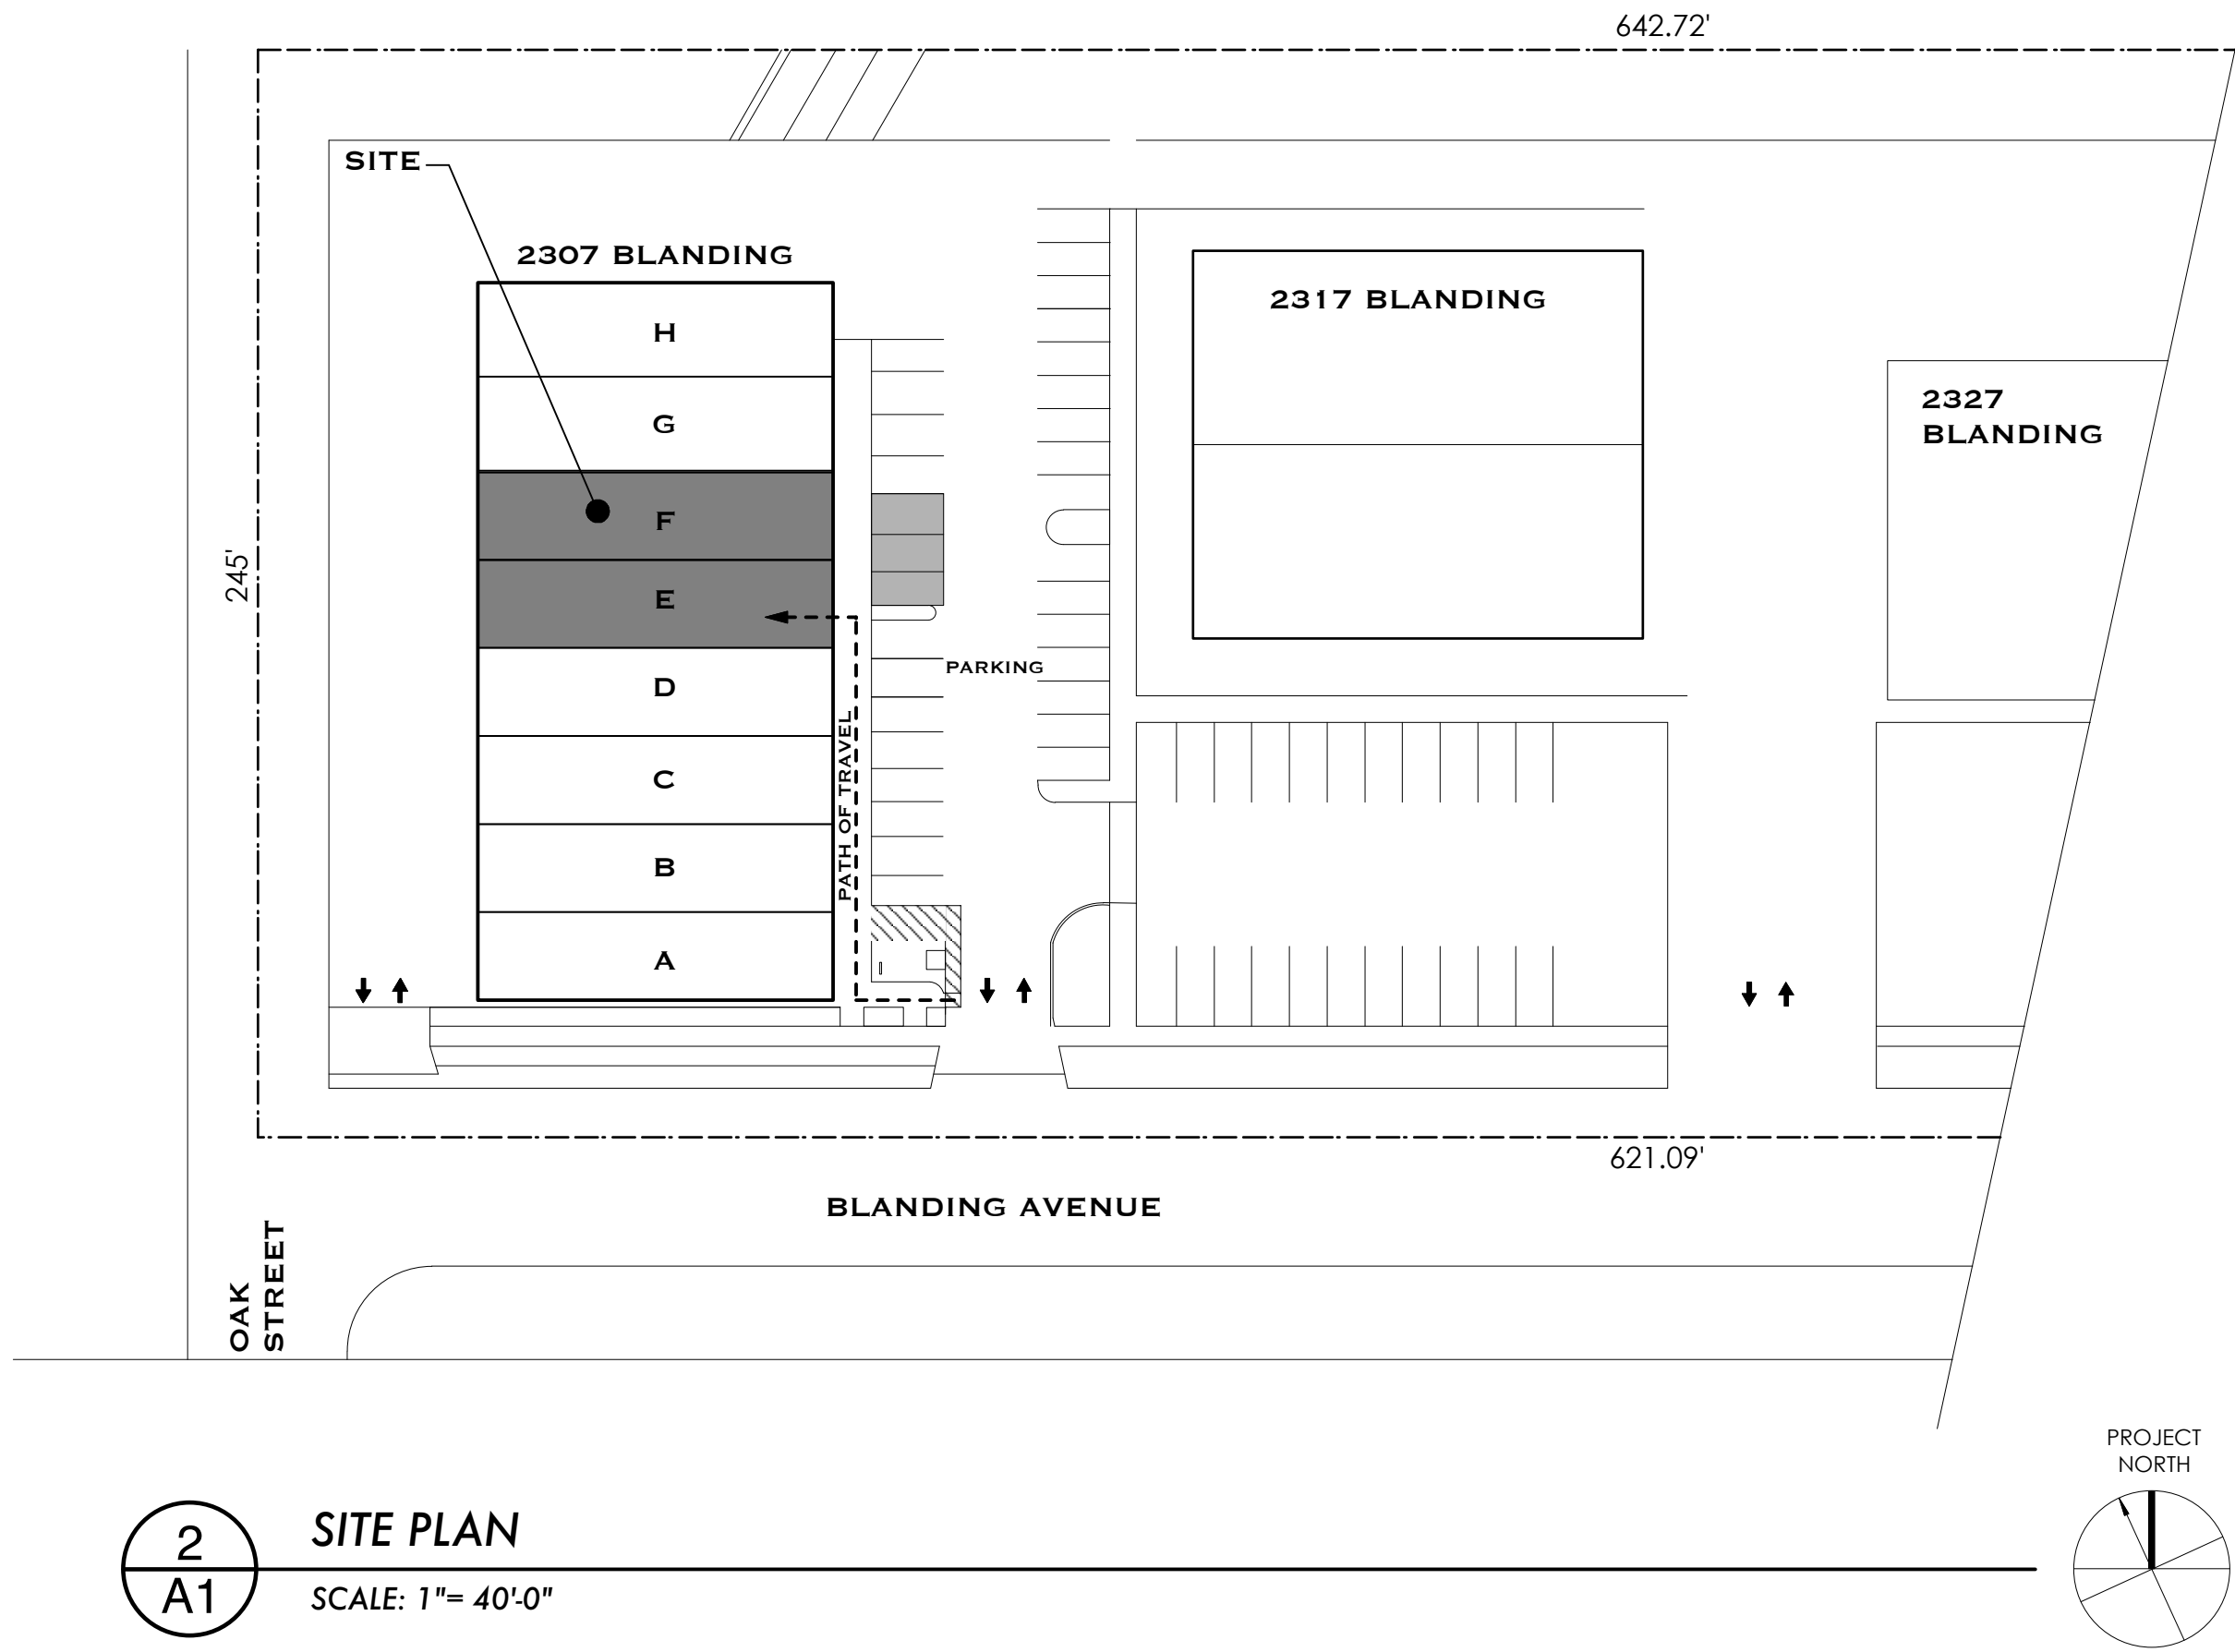 642.72'
SITE
2307 BLANDING
H
G
F
E
D
C
B
A
2317 BLANDING
2327
BLANDING
245'
PARKING
PATH OF TRAVEL
621.09'
BLANDING AVENUE
OAK
STREET
PROJECT
NORTH
2
A1
SITE PLAN
SCALE: 1"= 40'-0"